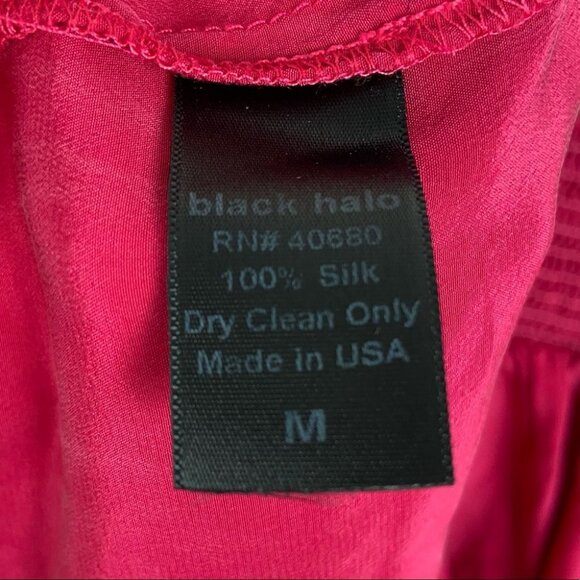 black halo
RN# 40680
100% Silk
Dry Clean Only
Made in USA
M